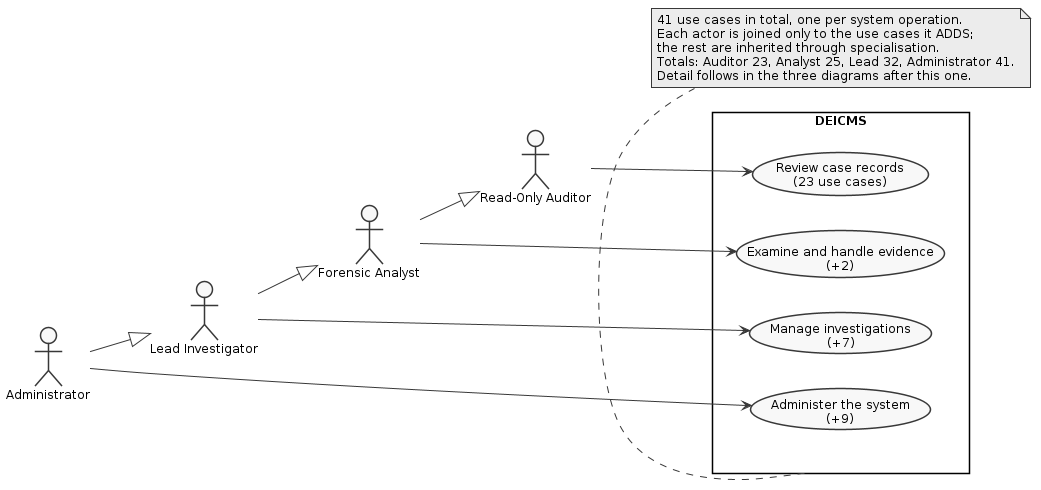 41 use cases in total, one per system operation.
Each actor is joined only to the use cases it ADDS;
the rest are inherited through specialisation.
Totals: Auditor 23, Analyst 25, Lead 32, Administrator 41.
Detail follows in the three diagrams after this one.
DEICMS
Review case records
(23 use cases)
Read-Only Auditor
Examine and handle evidence
(+2)
Forensic Analyst
Manage investigations
(+7)
Lead Investigator
Administrator
Administer the system
(+9)